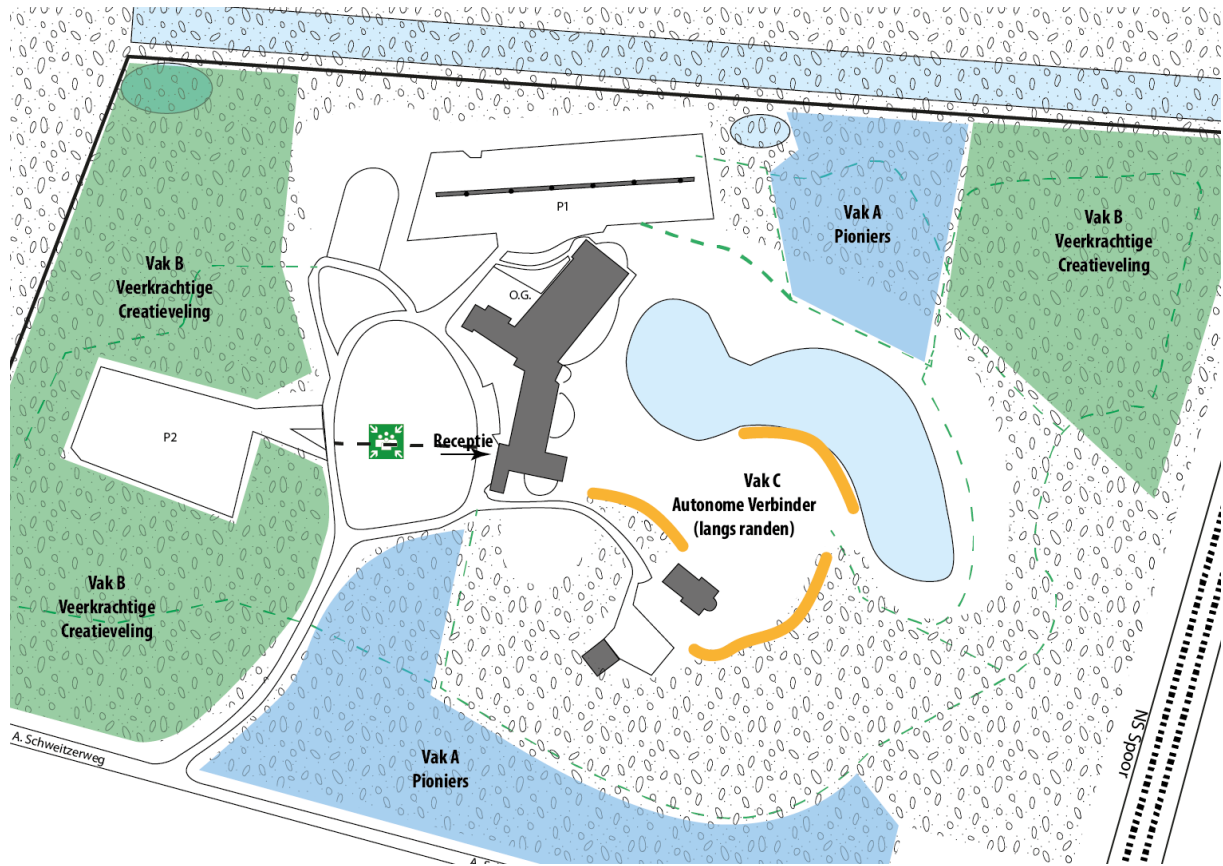 P1
Vak A
Pioniers
Vak B
Veerkrachtige
Creatieveling
Vak B
Veerkrachtige
Creatieveling
O.G.
P2
Receptie
Vak C
Autonome Verbinder
(langs randen)
Vak B
Veerkrachtige
Creatieveling
A. Schweitzerweg
Vak A
Pioniers
NS Spoor